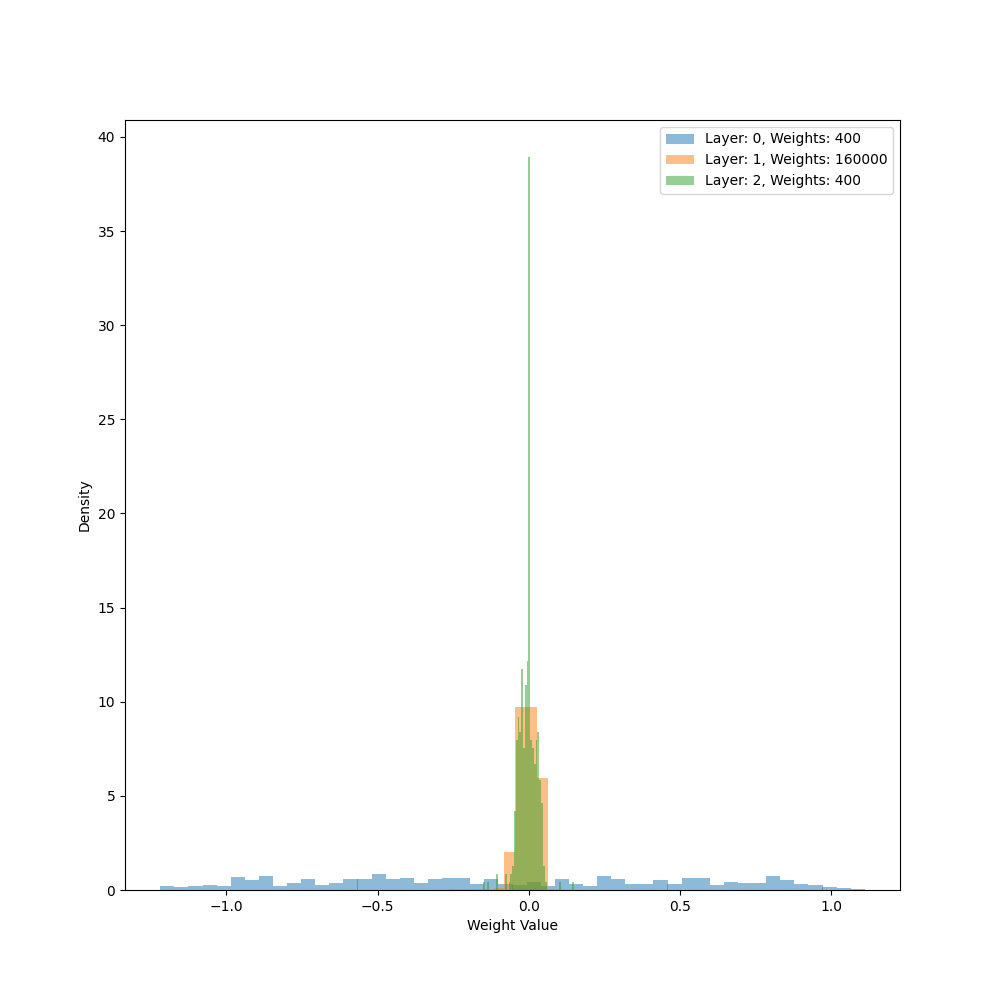 Layer: 0, Weights: 400
Layer: 1, Weights: 160000
Layer: 2, Weights: 400
40
35
30
25
20
15
10
5
0
Density
−1.0 −0.5 0.0 0.5 1.0
Weight Value